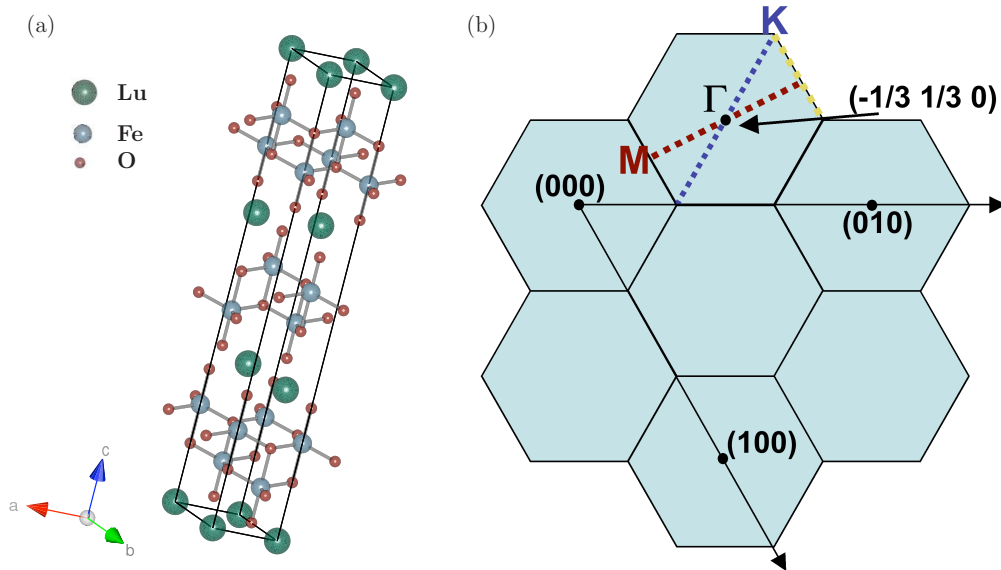 (a)
Lu
Fe
O
c
a
b
(b)
K
Γ
(-1/3 1/3 0)
M
(000)
(010)
(100)